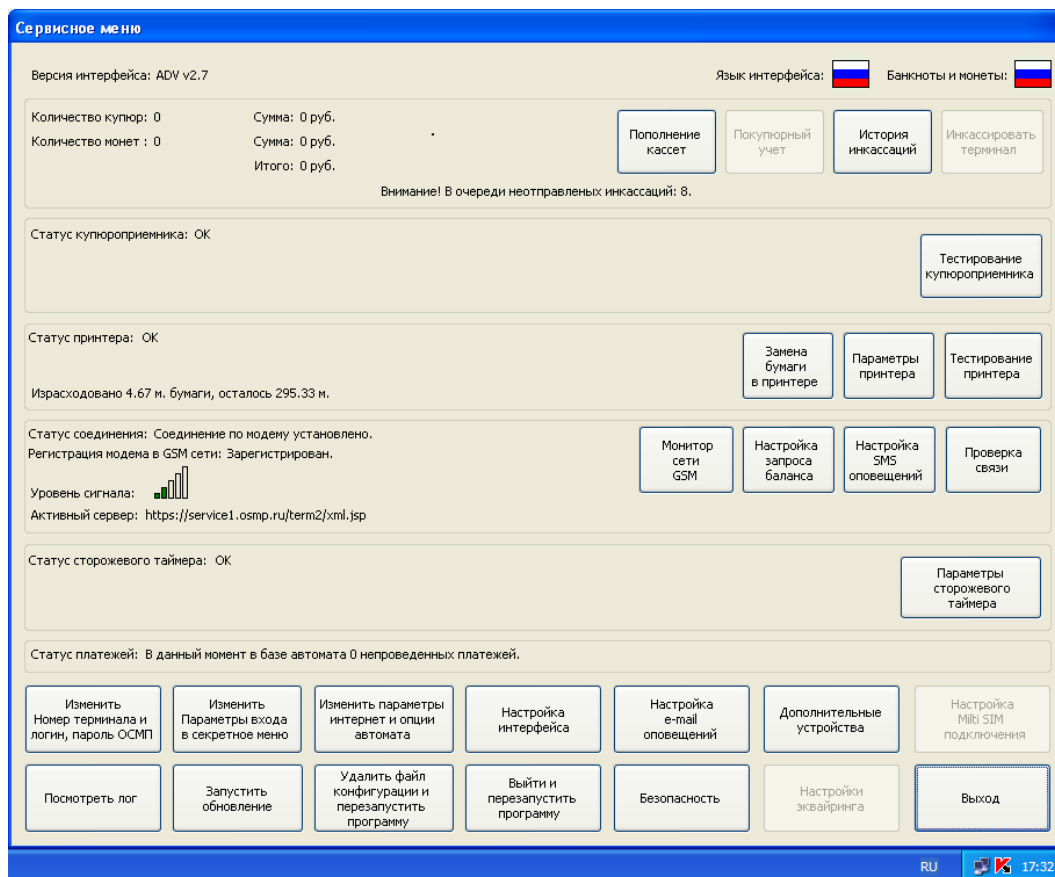 Сервисное меню
Версия интерфейса: ADV v2.7
Язык интерфейса:
Банкноты и монеты:
Количество купюр: 0
Сумма: 0 руб.
Количество монет : 0
Сумма: 0 руб.
Итого: 0 руб.
Пополнение
кассет
Покупюрный
учет
История
инкассаций
Инкассировать
терминал
Внимание! В очереди неотправленых инкассаций: 8.
Статус купюроприемника: OK
Тестирование
купюроприемника
Статус принтера: OK
Израсходовано 4.67 м. бумаги, осталось 295.33 м.
Замена
бумаги
в принтере
Параметры
принтера
Тестирование
принтера
Статус соединения: Соединение по модему установлено.
Регистрация модема в GSM сети: Зарегистрирован.
Уровень сигнала:
Активный сервер: https://service1.osmp.ru/term2/xml.jsp
Монитор
сети
GSM
Настройка
запроса
баланса
Настройка
SMS
оповещений
Проверка
связи
Статус сторожевого таймера: OK
Параметры
сторожевого
таймера
Статус платежей: В данный момент в базе автомата 0 непроведенных платежей.
Изменить
Номер терминала и
логин, пароль ОСМП
Изменить
Параметры входа
в секретное меню
Изменить параметры
интернет и опции
автомата
Настройка
интерфейса
Настройка
e-mail
оповещений
Дополнительные
устройства
Настройка
Milti SIM
подключения
Посмотреть лог
Запустить
обновление
Удалить файл
конфигурации и
перезапустить
программу
Выйти и
перезапустить
программу
Безопасность
Настройки
эквайринга
Выход
RU
17:32